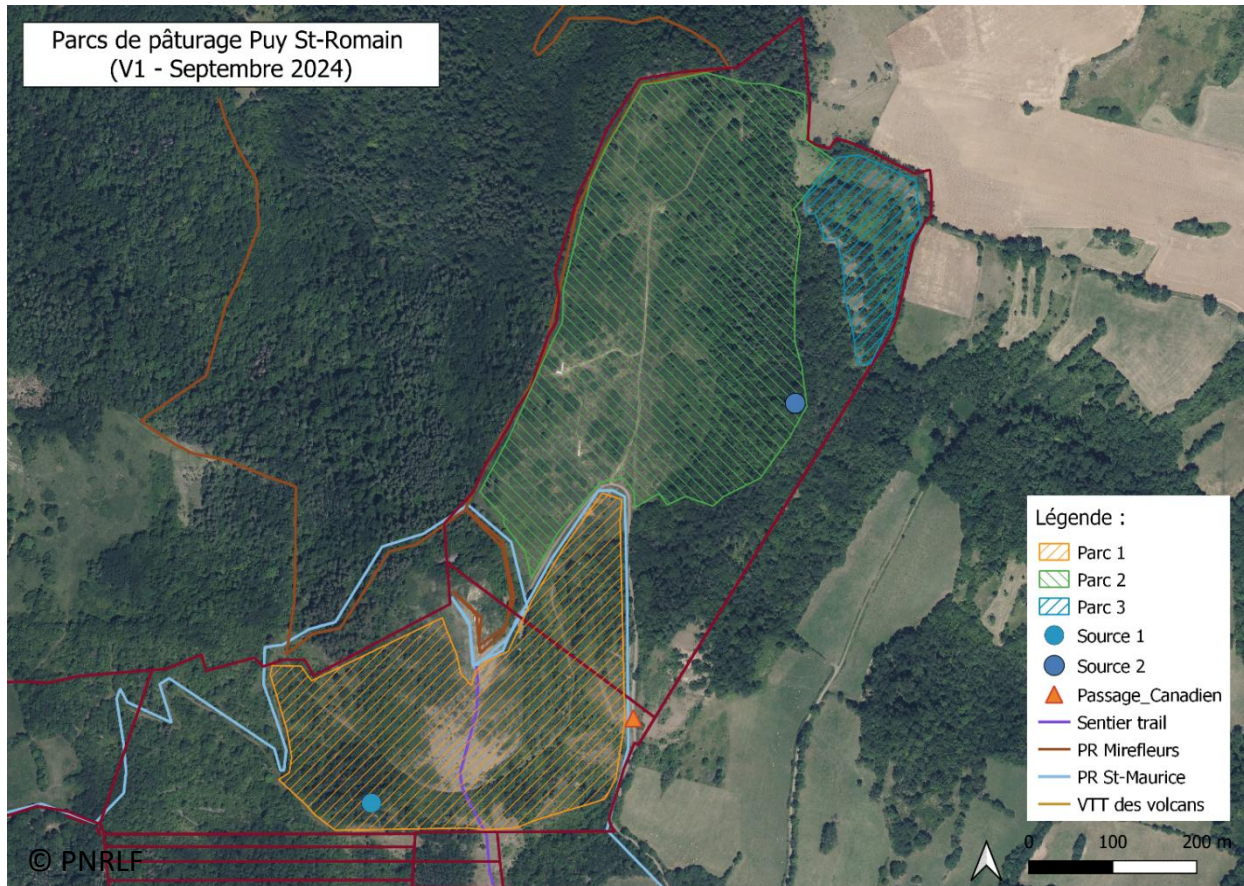 Parcs de pâturage Puy St-Romain
(V1 - Septembre 2024)
Légende :
Parc 1
Parc 2
Parc 3
Source 1
Source 2
Passage_Canadien
Sentier trail
PR Mirefleurs
PR St-Maurice
VTT des volcans
0 100 200 m
© PNRLF